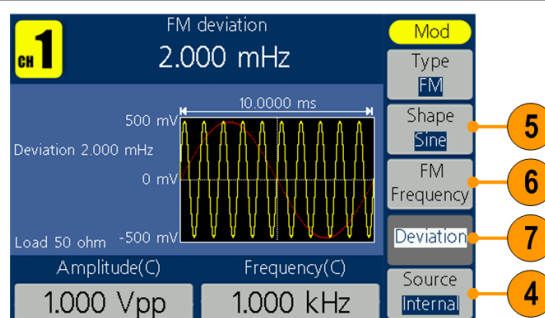 CH 1
FM deviation
2.000 mHz
10.0000 ms
500 mV
Deviation 2.000 mHz
0 mV
Load 50 ohm
-500 mV
Amplitude(C)
1.000 Vpp
Frequency(C)
1.000 kHz
Mod
Type
FM
Shape
Sine
5
FM
Frequency
6
Deviation
7
Source
Internal
4